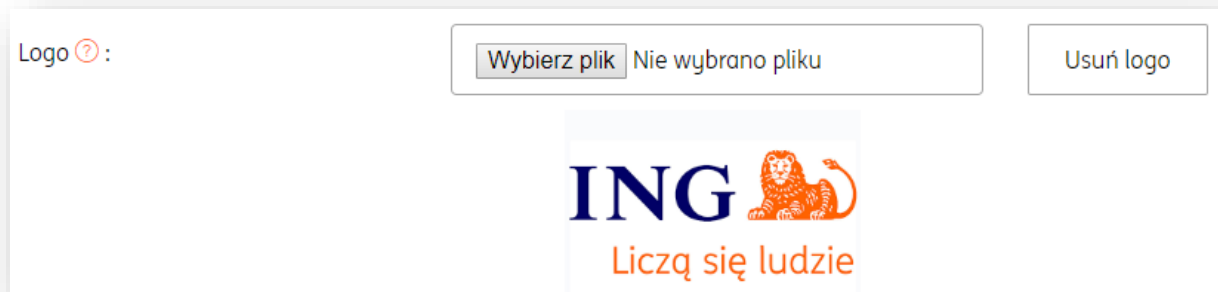 Logo ? :
Wybierz plik Nie wybrano pliku
Usuń logo
ING
Liczą się ludzie